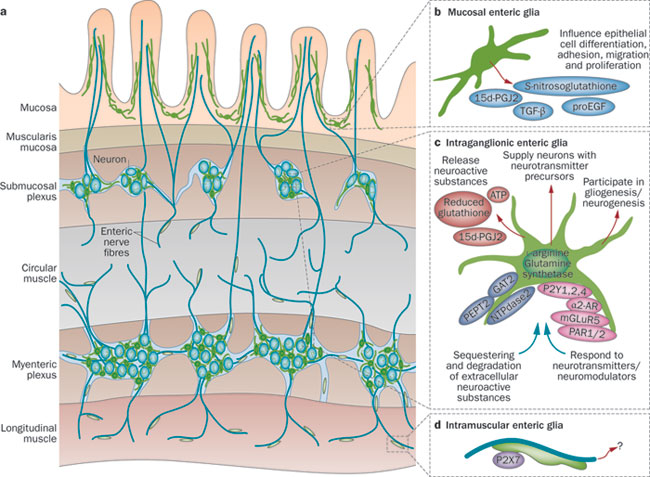 a
Mucosa
Muscularis
mucosa
Neuron
Submucosal
plexus
Enteric
nerve
fibres
Circular
muscle
Myenteric
plexus
Longitudinal
muscle
b Mucosal enteric glia
Influence epithelial
cell differentiation,
adhesion, migration
and proliferation
S-nitrosoglutathione
15d-PGJ2
TGF-β
proEGF
c Intraganglionic enteric glia
Release
neuroactive
substances
Supply neurons with
neurotransmitter
precursors
Participate in
gliogenesis/
neurogenesis
ATP
Reduced
glutathione
15d-PGJ2
L-arginine
Glutamine
synthetase
GAT2
PEPT2
NTPdase2
P2Y1,2,4
α2-AR
mGLuR5
PAR1/2
Sequestering
and degradation
of extracellular
neuroactive
substances
Respond to
neurotransmitters/
neuromodulators
d Intramuscular enteric glia
P2X7
?